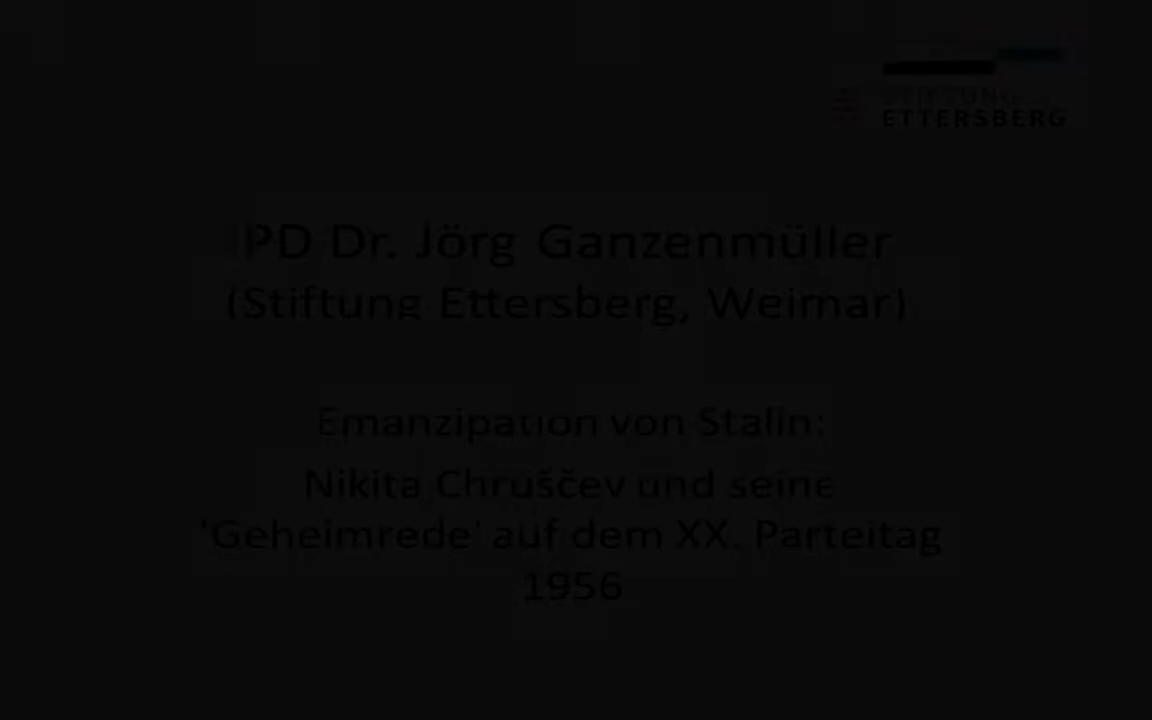 STIFTUNG
ETTERSBERG
PD Dr. Jörg Ganzenmüller
(Stiftung Ettersberg, Weimar)
Emanzipation von Stalin:
Nikita Chruščev und seine
'Geheimrede' auf dem XX. Parteitag
1956